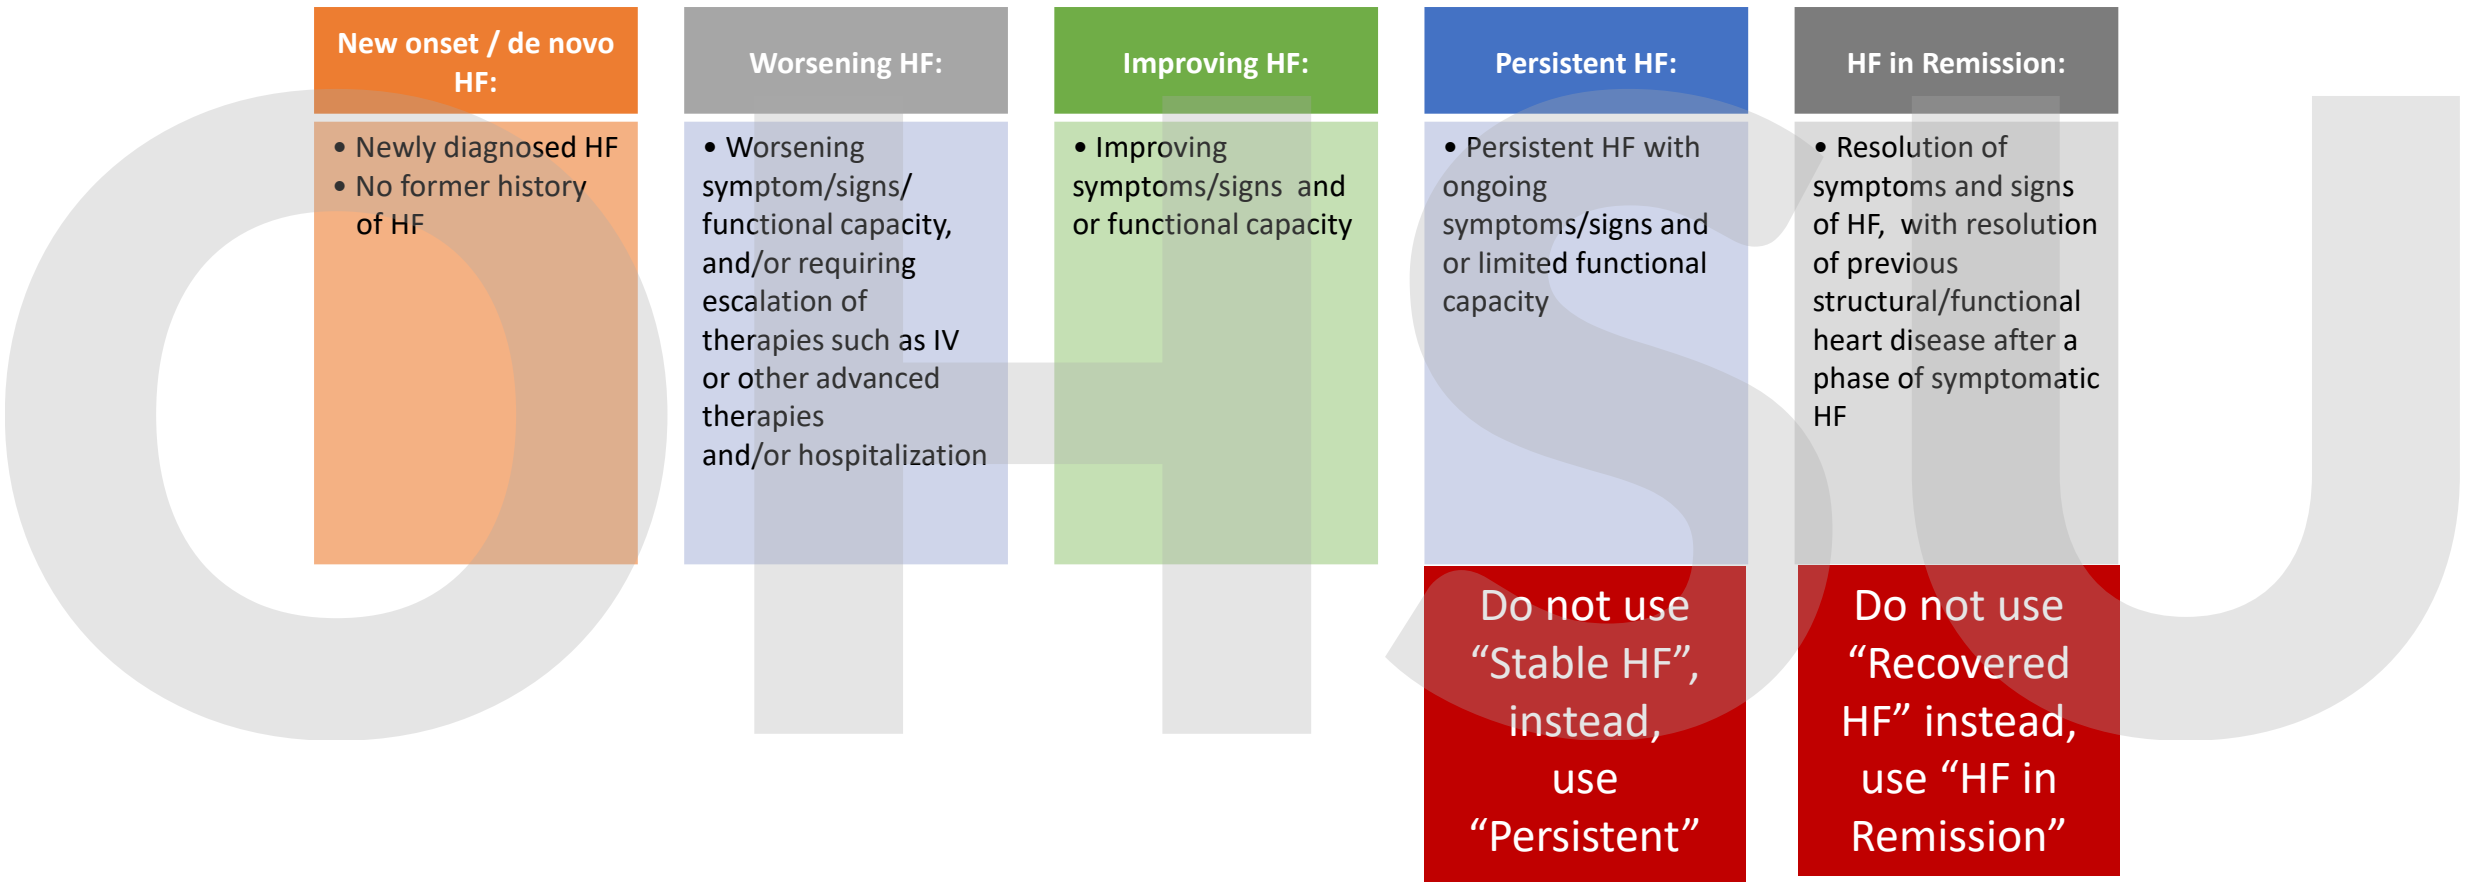 New onset / de novo
HF:
• Newly diagnosed HF
• No former history
of HF
Worsening HF:
• Worsening
symptom/signs/
functional capacity,
and/or requiring
escalation of
therapies such as IV
or other advanced
therapies
and/or hospitalization
Improving HF:
• Improving
symptoms/signs  and
or functional capacity
Persistent HF:
• Persistent HF with
ongoing
symptoms/signs and
or limited functional
capacity
Do not use
“Stable HF”,
instead,
use
“Persistent”
HF in Remission:
• Resolution of
symptoms and signs
of HF,  with resolution
of previous
structural/functional
heart disease after a
phase of symptomatic
HF
Do not use
“Recovered
HF” instead,
use “HF in
Remission”
OHSU